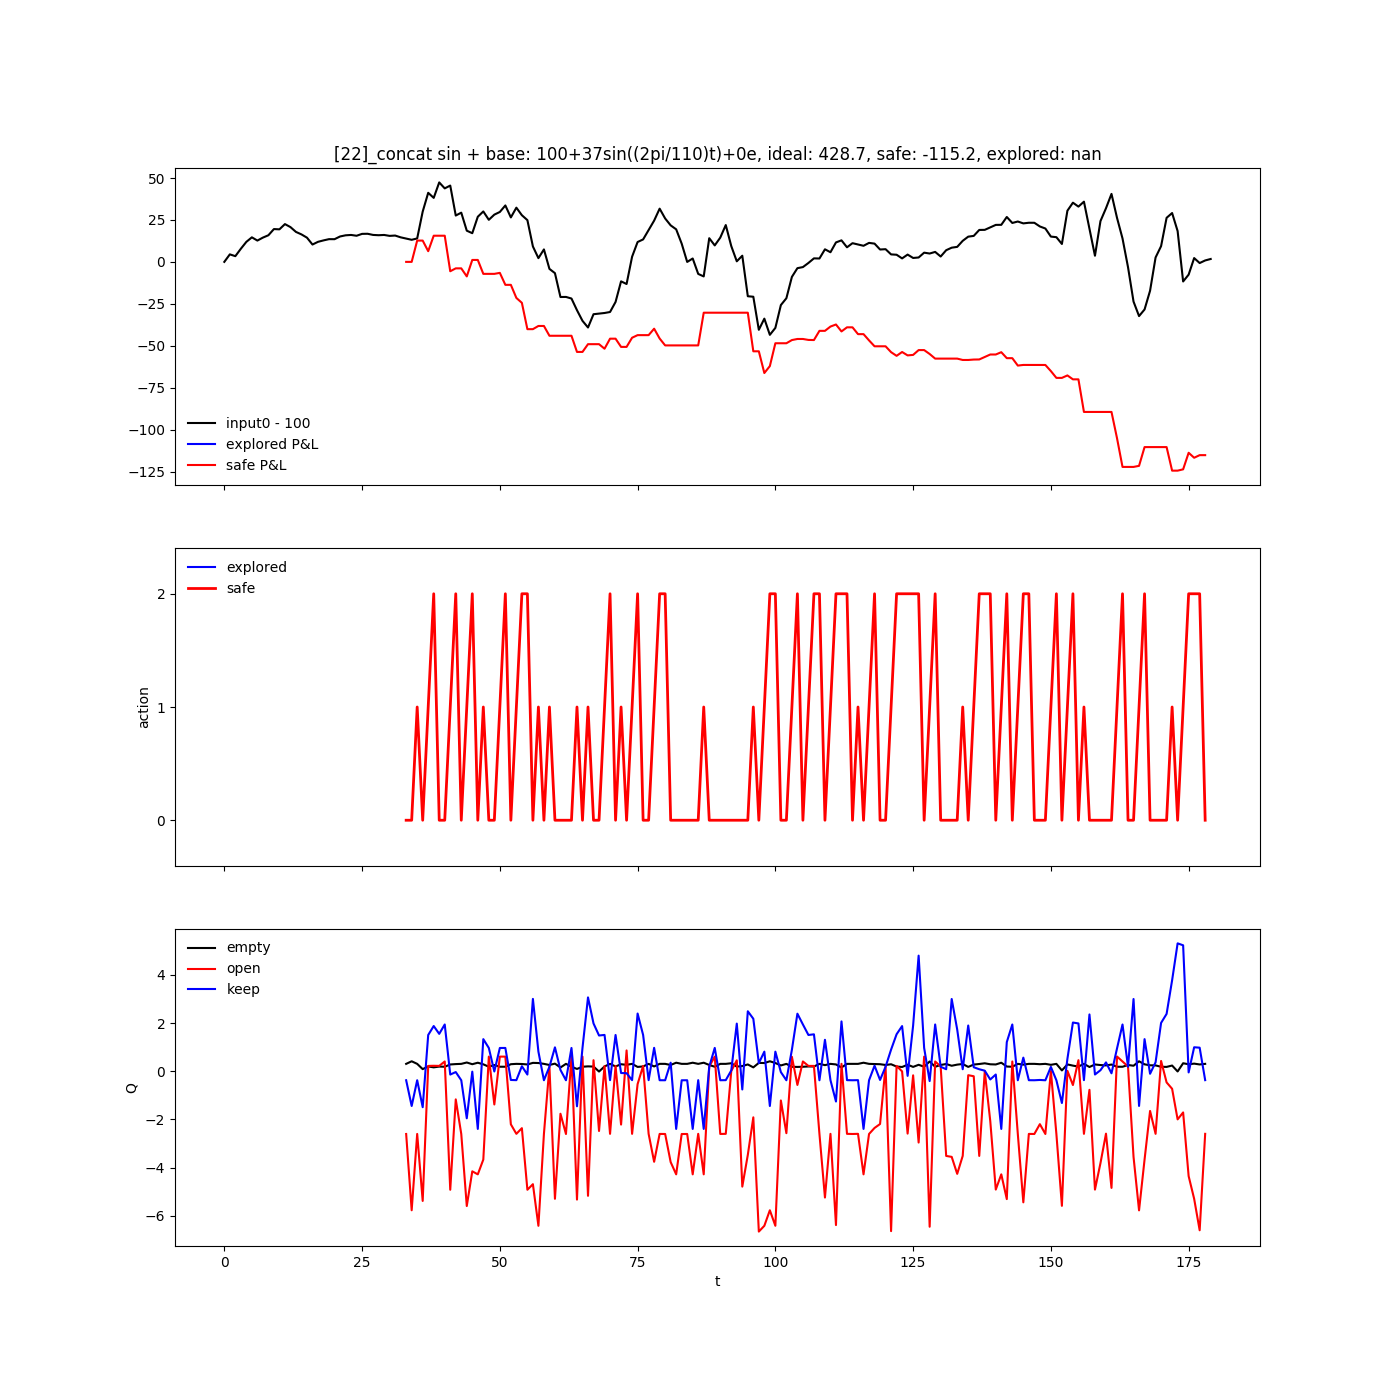 [22]_concat sin + base: 100+37sin((2pi/110)t)+0e, ideal: 428.7, safe: -115.2, explored: nan
50
25
0
−25
−50
−75
−100
−125
input0 - 100
explored P&L
safe P&L
explored
safe
2
1
0
action
empty
open
keep
4
2
0
−2
−4
−6
Q
0 25 50 75 100 125 150 175
t